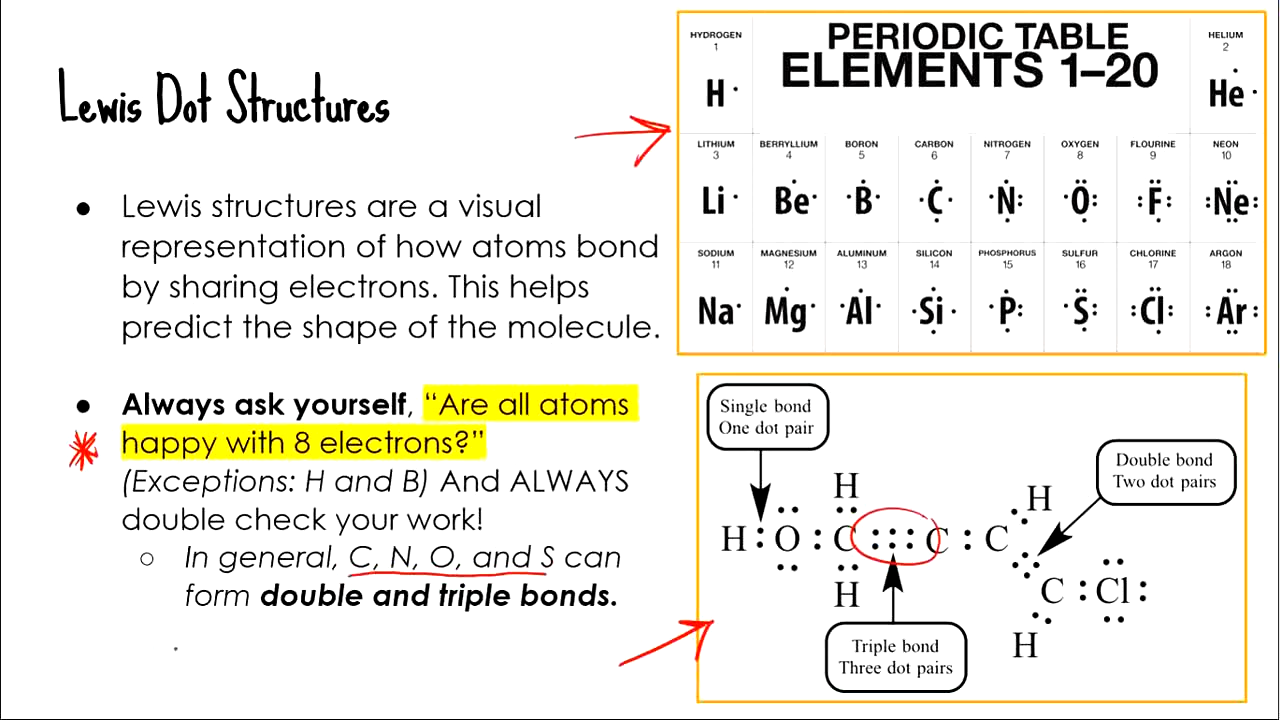 Lewis Dot Structures
● Lewis structures are a visual
representation of how atoms bond
by sharing electrons. This helps
predict the shape of the molecule.
● Always ask yourself, “Are all atoms
happy with 8 electrons?”
(Exceptions: H and B) And ALWAYS
double check your work!
○ In general, C, N, O, and S can
form double and triple bonds.
PERIODIC TABLE
ELEMENTS 1–20
HYDROGEN
1
H
HELIUM
2
He
LITHIUM
3
Li
BERRYLLIUM
4
Be
BORON
5
B
CARBON
6
C
NITROGEN
7
N
OXYGEN
8
O
FLOURINE
9
F
NEON
10
Ne
SODIUM
11
Na
MAGNESIUM
12
Mg
ALUMINUM
13
Al
SILICON
14
Si
PHOSPHORUS
15
P
SULFUR
16
S
CHLORINE
17
Cl
ARGON
18
Ar
Single bond
One dot pair
Double bond
Two dot pairs
H H
H : O : C ::: C : C
C : Cl :
H
H
Triple bond
Three dot pairs